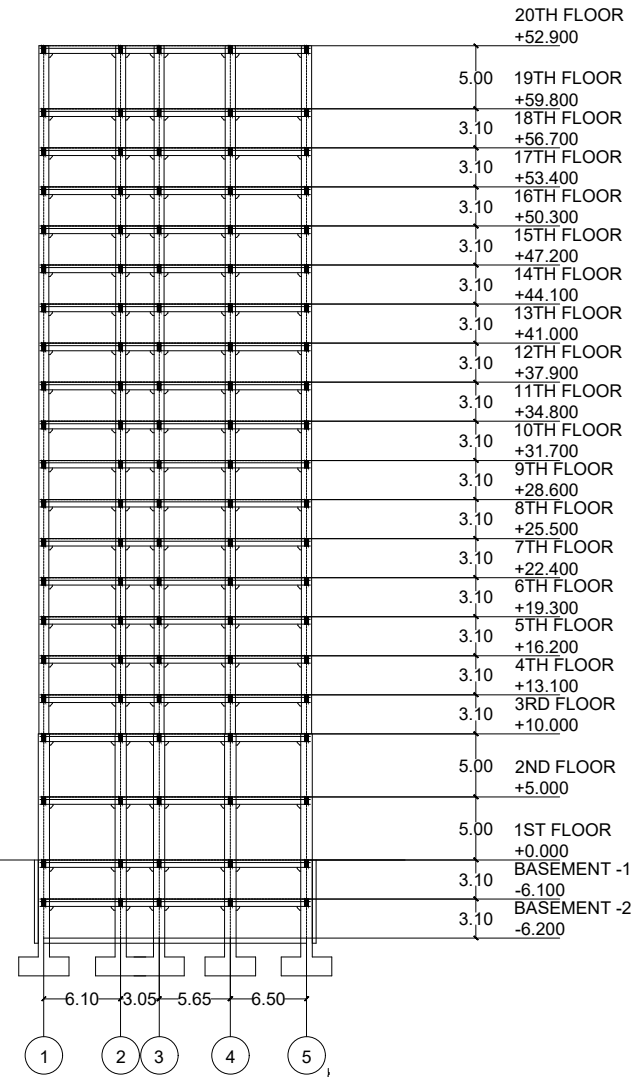 20TH FLOOR
+52.900
5.00 19TH FLOOR
+59.800
3.10 18TH FLOOR
+56.700
3.10 17TH FLOOR
+53.400
3.10 16TH FLOOR
+50.300
3.10 15TH FLOOR
+47.200
3.10 14TH FLOOR
+44.100
3.10 13TH FLOOR
+41.000
3.10 12TH FLOOR
+37.900
3.10 11TH FLOOR
+34.800
3.10 10TH FLOOR
+31.700
3.10 9TH FLOOR
+28.600
3.10 8TH FLOOR
+25.500
3.10 7TH FLOOR
+22.400
3.10 6TH FLOOR
+19.300
3.10 5TH FLOOR
+16.200
3.10 4TH FLOOR
+13.100
3.10 3RD FLOOR
+10.000
5.00 2ND FLOOR
+5.000
5.00 1ST FLOOR
+0.000
3.10 BASEMENT -1
-6.100
3.10 BASEMENT -2
-6.200
6.10 3.05 5.65 6.50
1 2 3 4 5